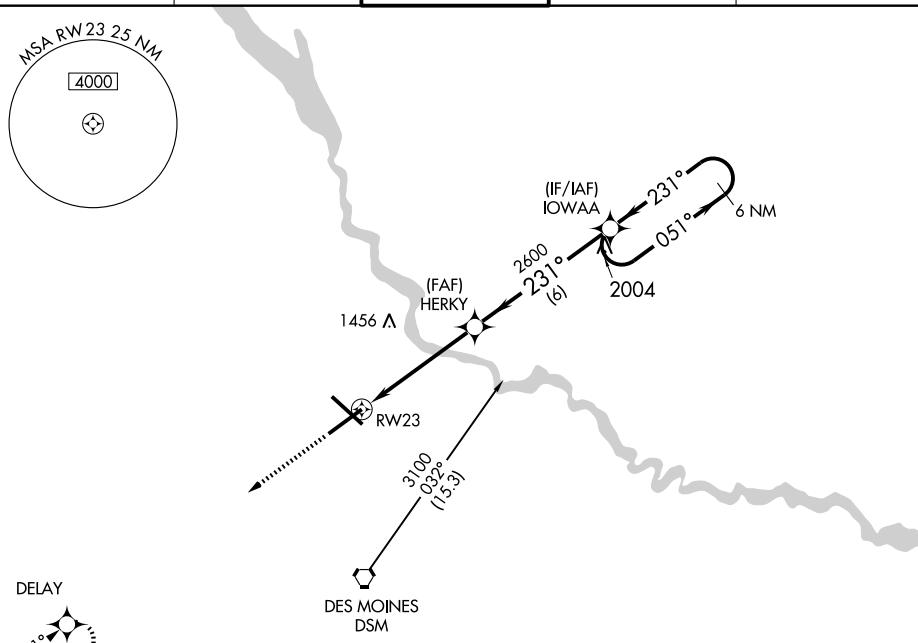 MSA RW23 25 NM
4000
(IF/IAF)
IOWAA
231°
051°
6 NM
2004
2600
231°
(6)
(FAF)
HERKY
1456
RW23
3100
032°
(15.3)
DES MOINES
DSM
DELAY